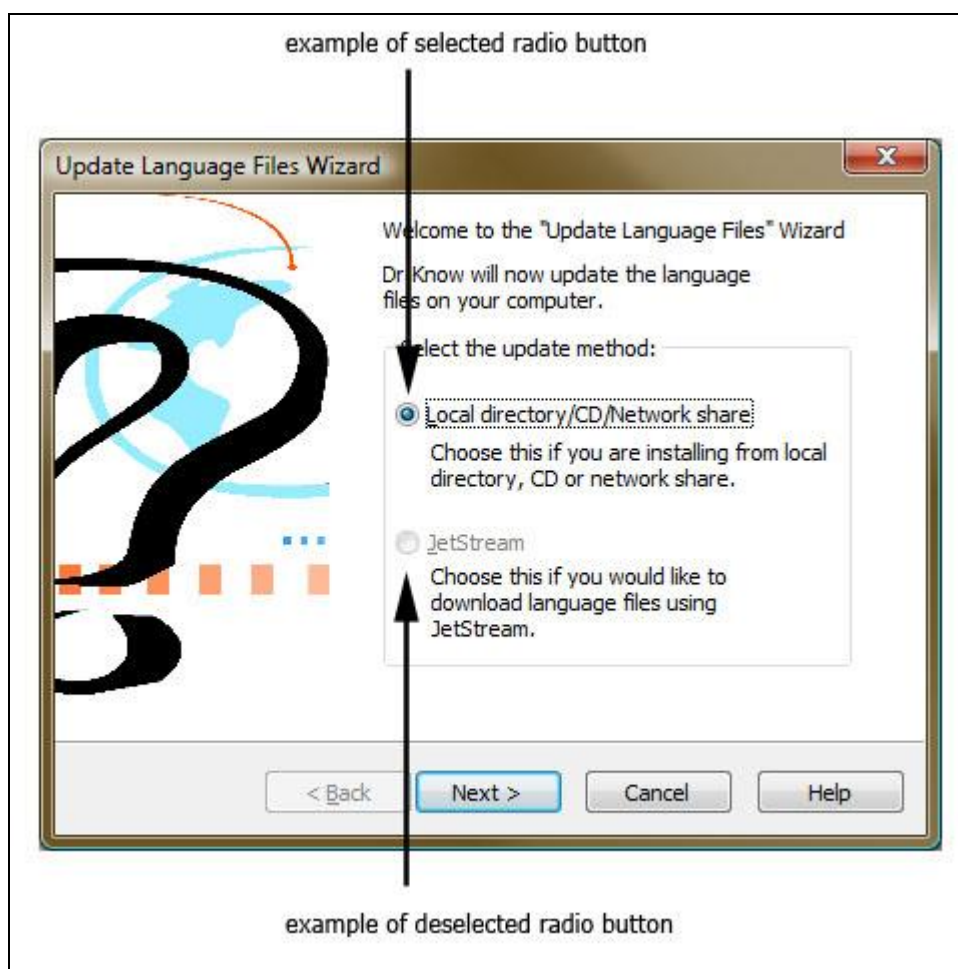 example of selected radio button
Update Language Files Wizard
Welcome to the "Update Language Files" Wizard
Dr Know will now update the language
files on your computer.
Select the update method:
Local directory/CD/Network share
Choose this if you are installing from local
directory, CD or network share.
JetStream
Choose this if you would like to
download language files using
JetStream.
< Back Next > Cancel Help
example of deselected radio button